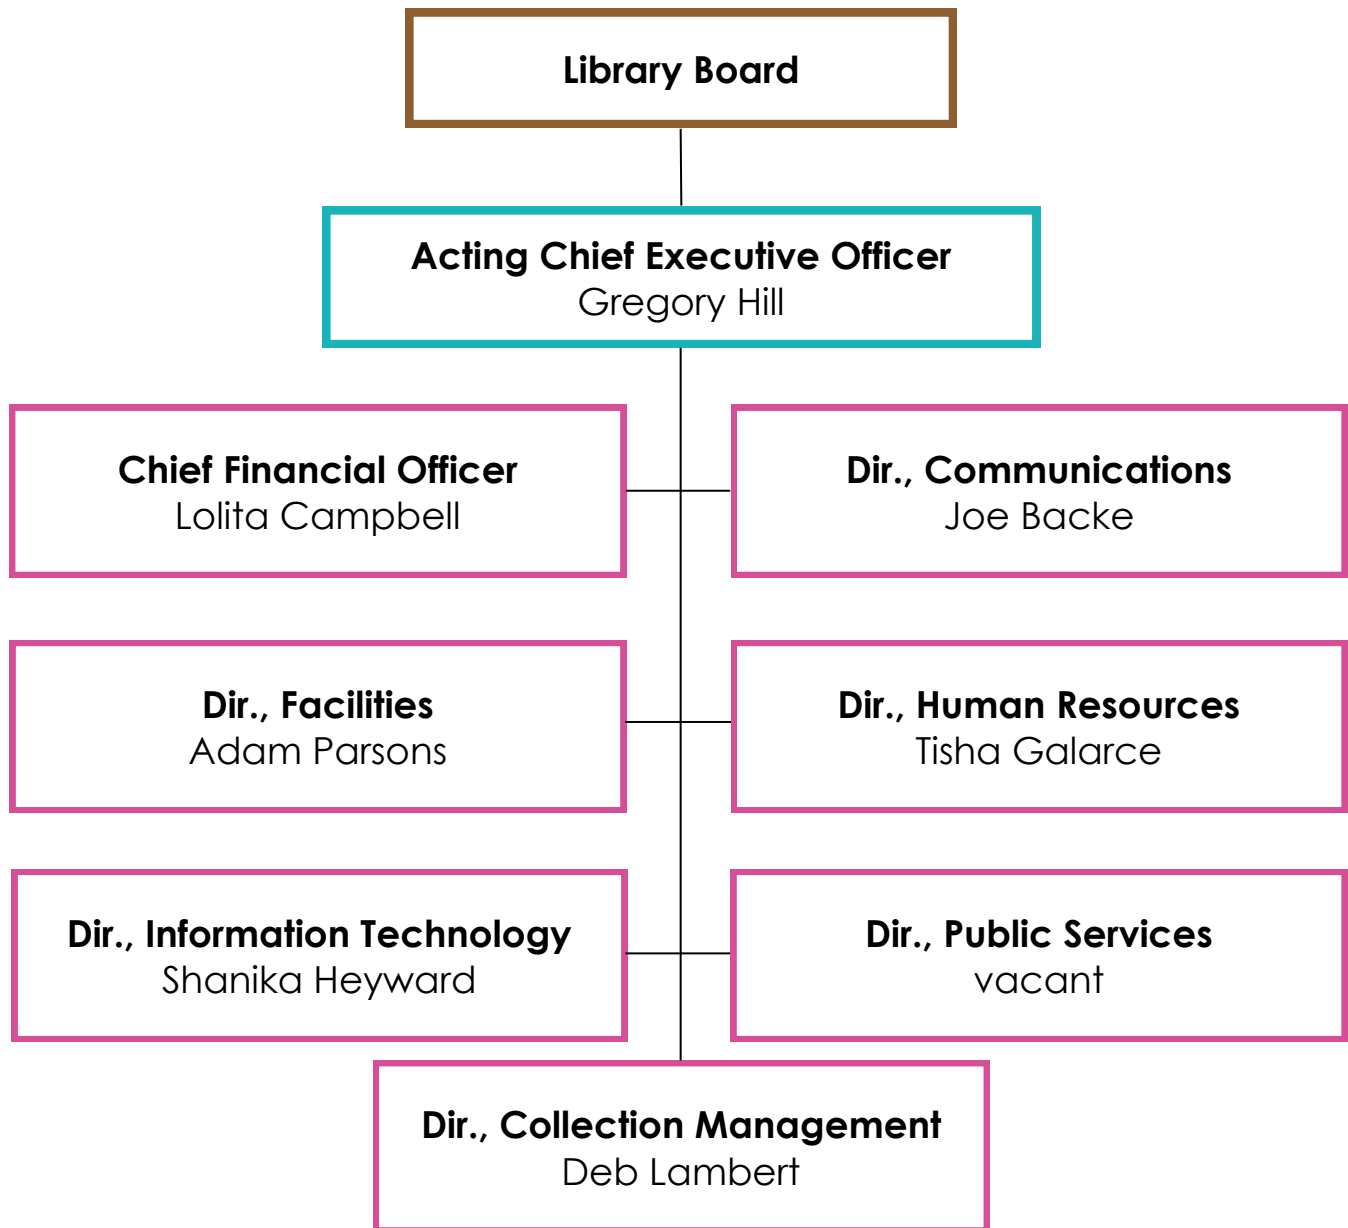 Library Board
Acting Chief Executive Officer
Gregory Hill
Chief Financial Officer
Lolita Campbell
Dir., Communications
Joe Backe
Dir., Facilities
Adam Parsons
Dir., Human Resources
Tisha Galarce
Dir., Information Technology
Shanika Heyward
Dir., Public Services
vacant
Dir., Collection Management
Deb Lambert